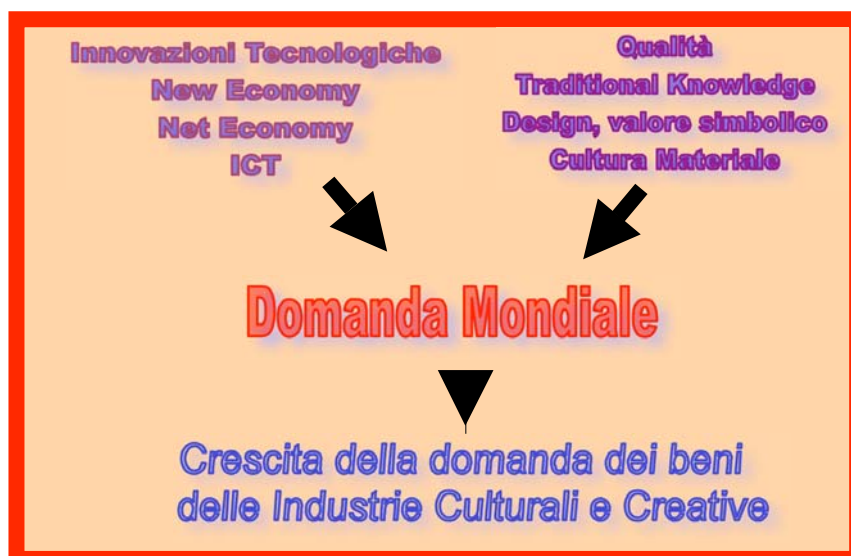 Innovazioni Tecnologiche
New Economy
Net Economy
ICT
Qualità
Traditional Knowledge
Design, valore simbolico
Cultura Materiale
Domanda Mondiale
Crescita della domanda dei beni
delle Industrie Culturali e Creative